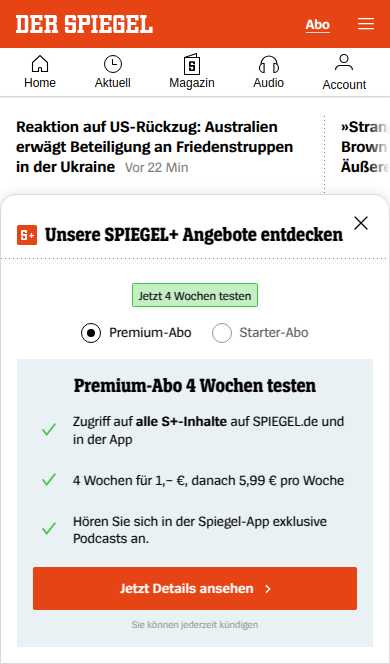 DER SPIEGEL
Abo
Home
Aktuell
Magazin
Audio
Account
Reaktion auf US-Rückzug: Australien
erwägt Beteiligung an Friedenstruppen
in der Ukraine Vor 22 Min
Brown
S+ Unsere SPIEGEL+ Angebote entdecken
Jetzt 4 Wochen testen
Premium-Abo
Starter-Abo
Premium-Abo 4 Wochen testen
Zugriff auf alle S+-Inhalte auf SPIEGEL.de und
in der App
4 Wochen für 1,– €, danach 5,99 € pro Woche
Hören Sie sich in der Spiegel-App exklusive
Podcasts an.
Jetzt Details ansehen
Sie können jederzeit kündigen